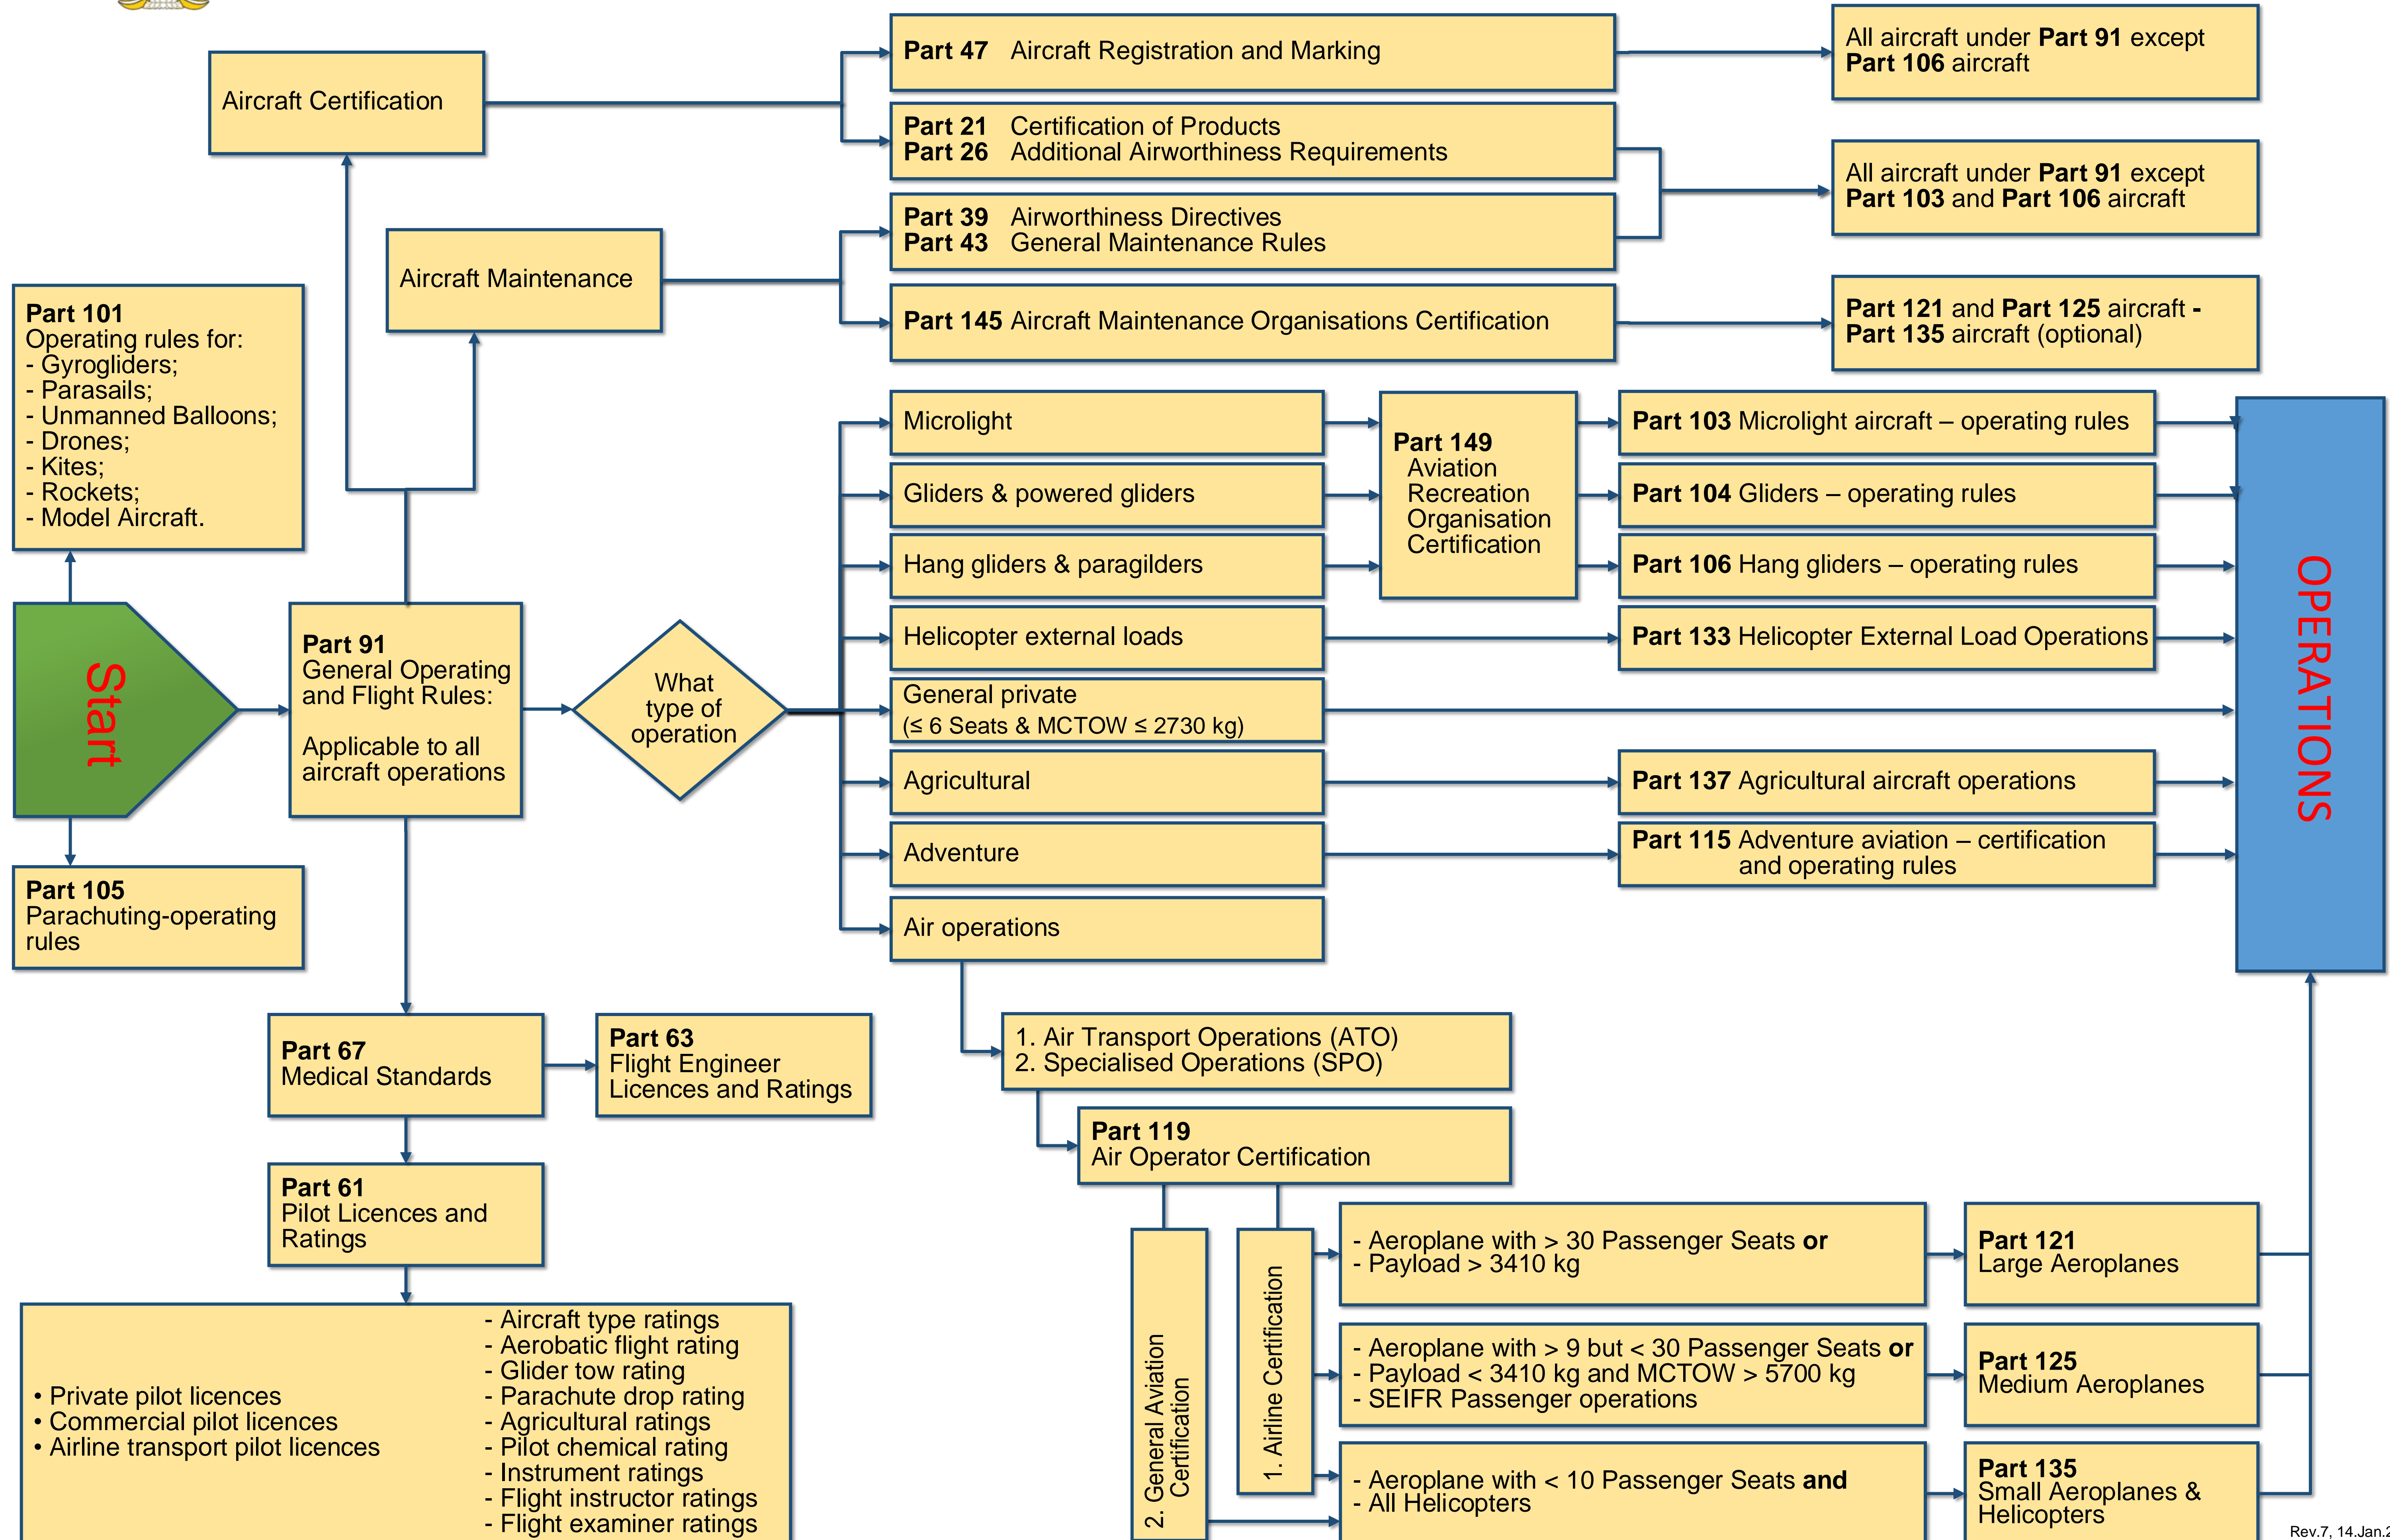 Aircraft Certification
Part 47 Aircraft Registration and Marking
All aircraft under Part 91 except
Part 106 aircraft
Part 21 Certification of Products
Part 26 Additional Airworthiness Requirements
All aircraft under Part 91 except
Part 103 and Part 106 aircraft
Aircraft Maintenance
Part 39 Airworthiness Directives
Part 43 General Maintenance Rules
Part 145 Aircraft Maintenance Organisations Certification
Part 121 and Part 125 aircraft -
Part 135 aircraft (optional)
Part 101
Operating rules for:
- Gyrogliders;
- Parasails;
- Unmanned Balloons;
- Drones;
- Kites;
- Rockets;
- Model Aircraft.
Start
Part 105
Parachuting-operating
rules
Part 91
General Operating
and Flight Rules:
Applicable to all
aircraft operations
What
type of
operation
Microlight
Gliders & powered gliders
Hang gliders & paragilders
Helicopter external loads
General private
(≤ 6 Seats & MCTOW ≤ 2730 kg)
Agricultural
Adventure
Air operations
Part 149
Aviation
Recreation
Organisation
Certification
Part 103 Microlight aircraft – operating rules
Part 104 Gliders – operating rules
Part 106 Hang gliders – operating rules
Part 133 Helicopter External Load Operations
Part 137 Agricultural aircraft operations
Part 115 Adventure aviation – certification
and operating rules
OPERATIONS
Part 67
Medical Standards
Part 63
Flight Engineer
Licences and Ratings
Part 61
Pilot Licences and
Ratings
• Private pilot licences
• Commercial pilot licences
• Airline transport pilot licences
- Aircraft type ratings
- Aerobatic flight rating
- Glider tow rating
- Parachute drop rating
- Agricultural ratings
- Pilot chemical rating
- Instrument ratings
- Flight instructor ratings
- Flight examiner ratings
1. Air Transport Operations (ATO)
2. Specialised Operations (SPO)
Part 119
Air Operator Certification
2. General Aviation
Certification
1. Airline Certification
- Aeroplane with > 30 Passenger Seats or
- Payload > 3410 kg
Part 121
Large Aeroplanes
- Aeroplane with > 9 but < 30 Passenger Seats or
- Payload < 3410 kg and MCTOW > 5700 kg
- SEIFR Passenger operations
Part 125
Medium Aeroplanes
- Aeroplane with < 10 Passenger Seats and
- All Helicopters
Part 135
Small Aeroplanes &
Helicopters
Rev.7, 14.Jan.